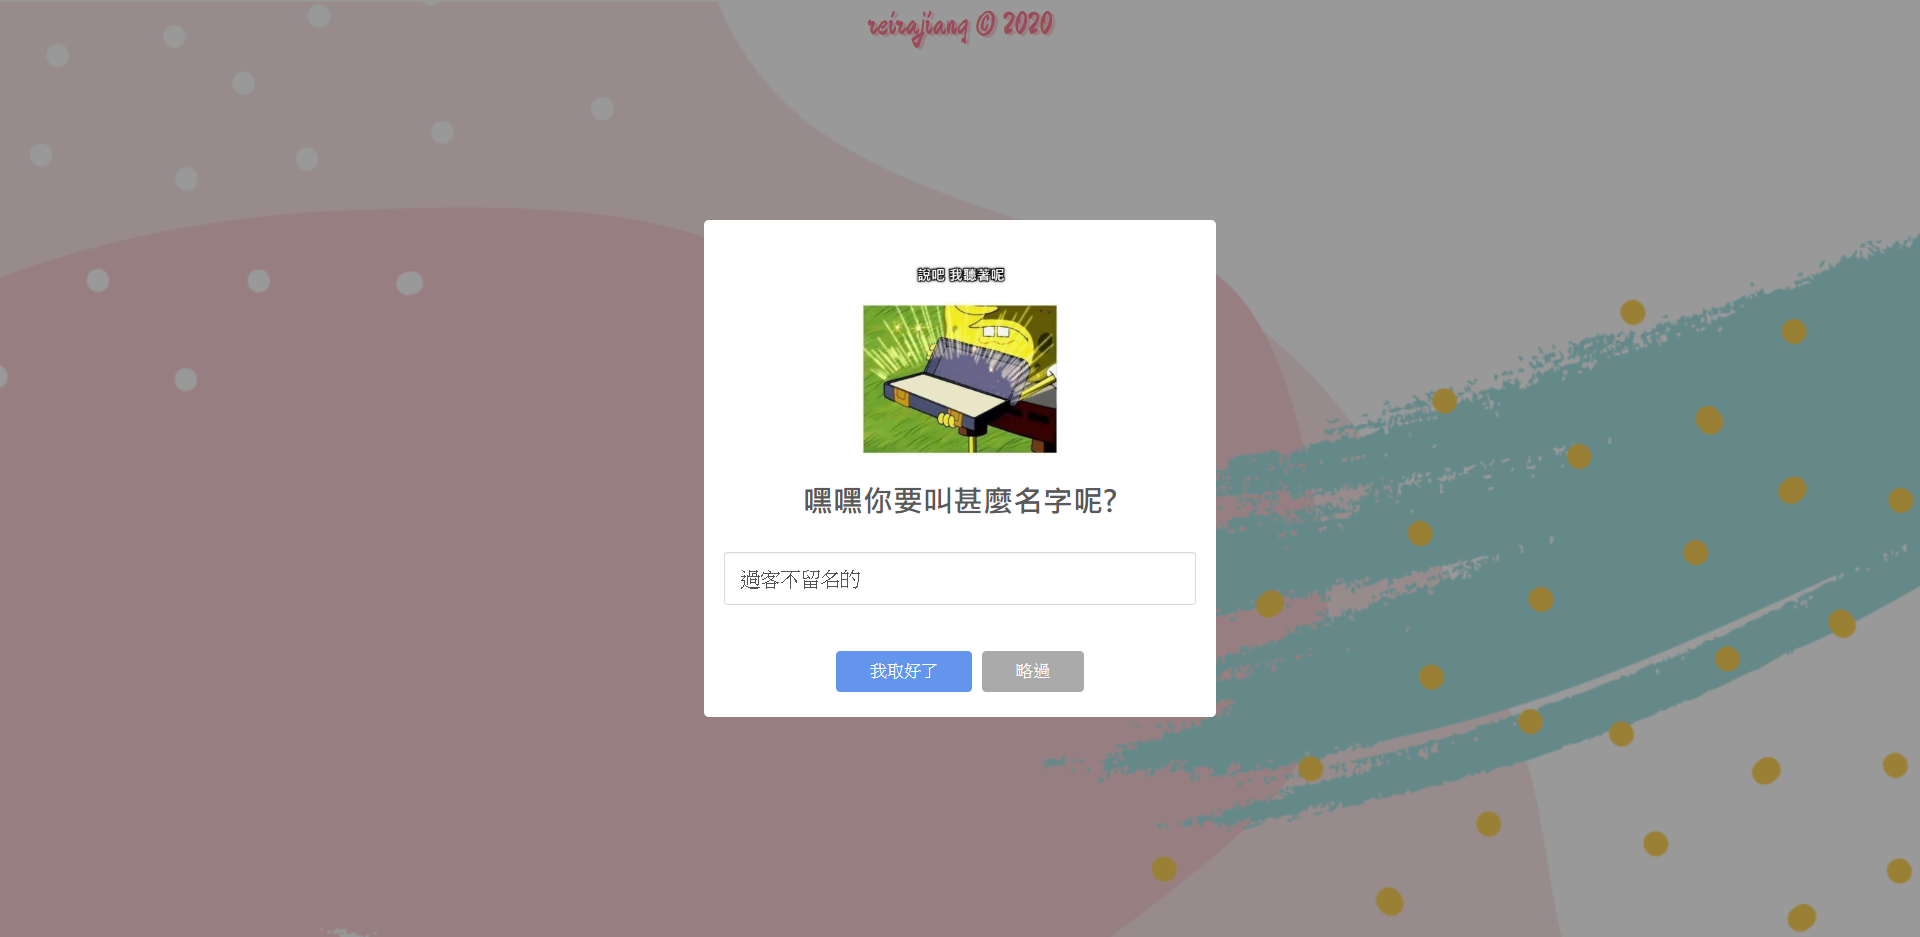 reirajiang © 2020
說吧 我聽著呢
嘿嘿你要叫甚麼名字呢?
過客不留名的
我取好了
略過